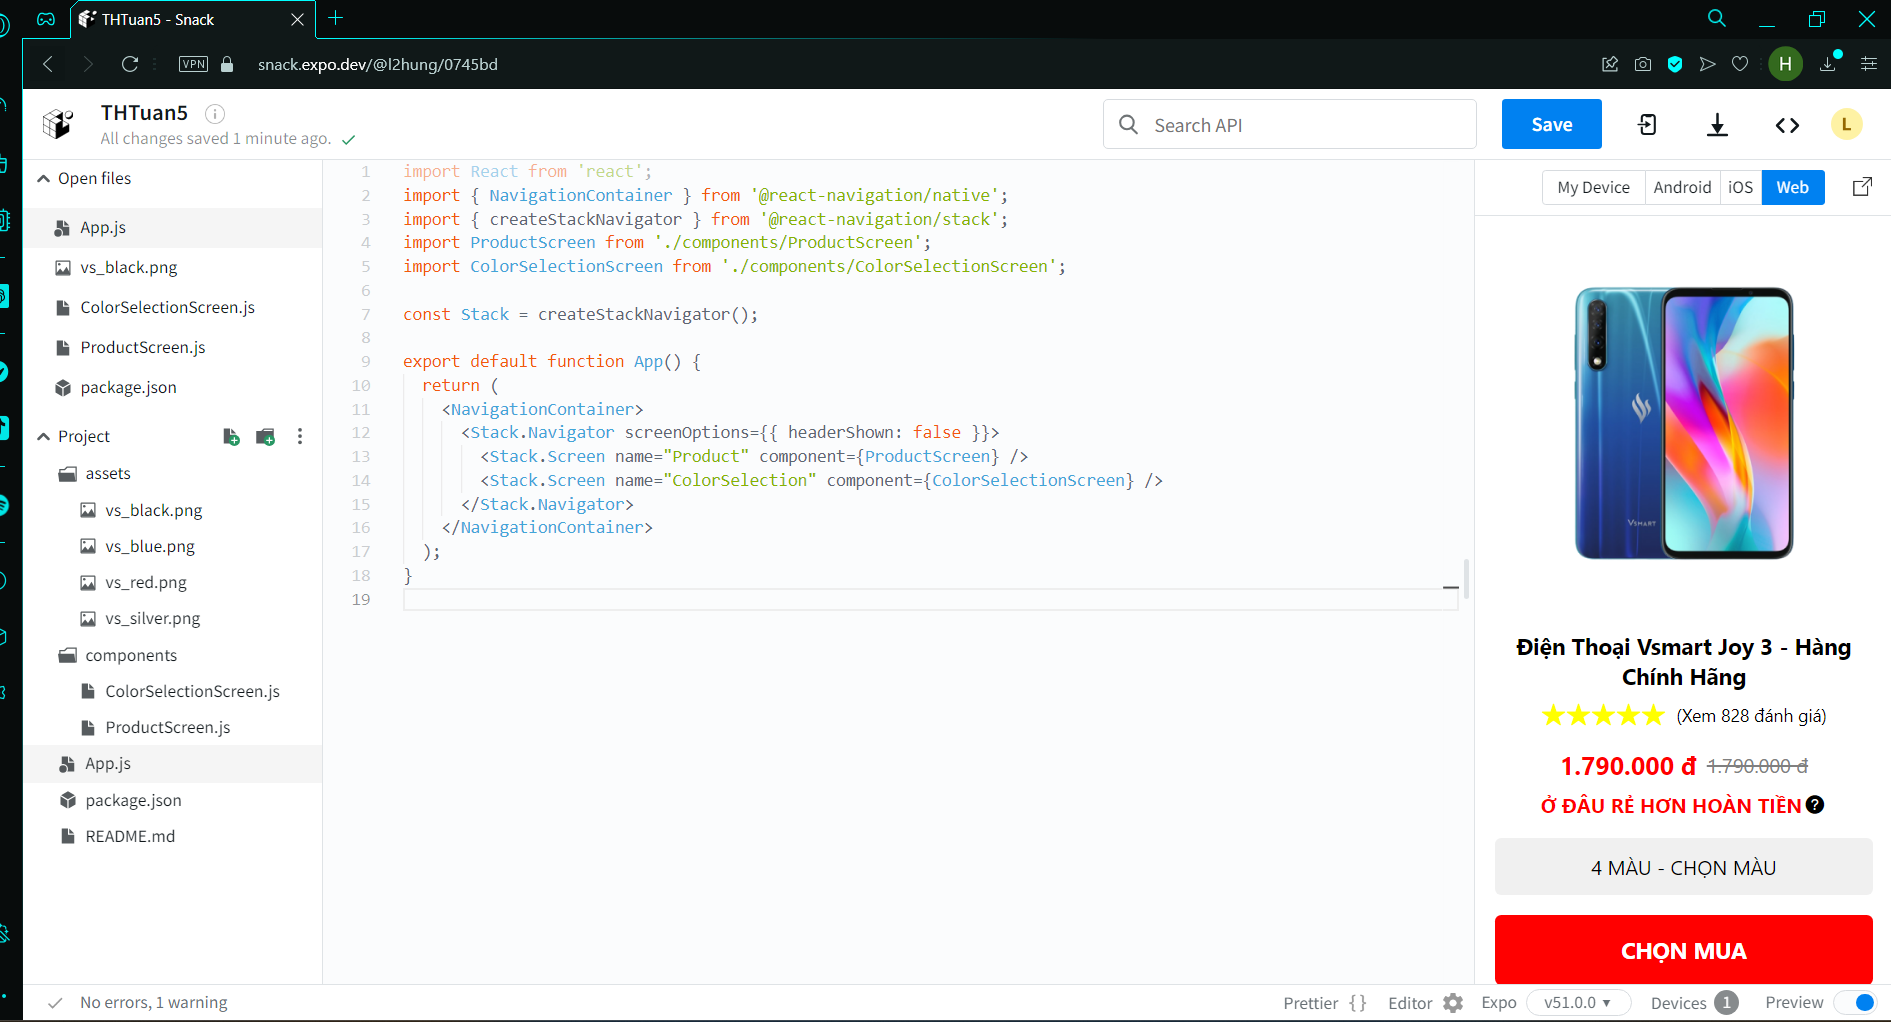 THTuan5 - Snack
VPN
snack.expo.dev/@l2hung/0745bd
H
THTuan5
All changes saved 1 minute ago.
Search API
Save
L
Open files
App.js
vs_black.png
ColorSelectionScreen.js
ProductScreen.js
package.json
Project
assets
vs_black.png
vs_blue.png
vs_red.png
vs_silver.png
components
ColorSelectionScreen.js
ProductScreen.js
App.js
package.json
README.md
1 import React from 'react';
2 import { NavigationContainer } from '@react-navigation/native';
3 import { createStackNavigator } from '@react-navigation/stack';
4 import ProductScreen from './components/ProductScreen';
5 import ColorSelectionScreen from './components/ColorSelectionScreen';
6
7 const Stack = createStackNavigator();
8
9 export default function App() {
10 return (
11 <NavigationContainer>
12 <Stack.Navigator screenOptions={{ headerShown: false }}>
13 <Stack.Screen name="Product" component={ProductScreen} />
14 <Stack.Screen name="ColorSelection" component={ColorSelectionScreen} />
15 </Stack.Navigator>
16 </NavigationContainer>
17 );
18 }
19
My Device Android iOS Web
VSMART
Điện Thoại Vsmart Joy 3 - Hàng
Chính Hãng
(Xem 828 đánh giá)
1.790.000 đ 1.790.000 đ
Ở ĐÂU RẺ HƠN HOÀN TIỀN ?
4 MÀU - CHỌN MÀU
CHỌN MUA
No errors, 1 warning
Prettier { } Editor Expo v51.0.0 Devices 1 Preview